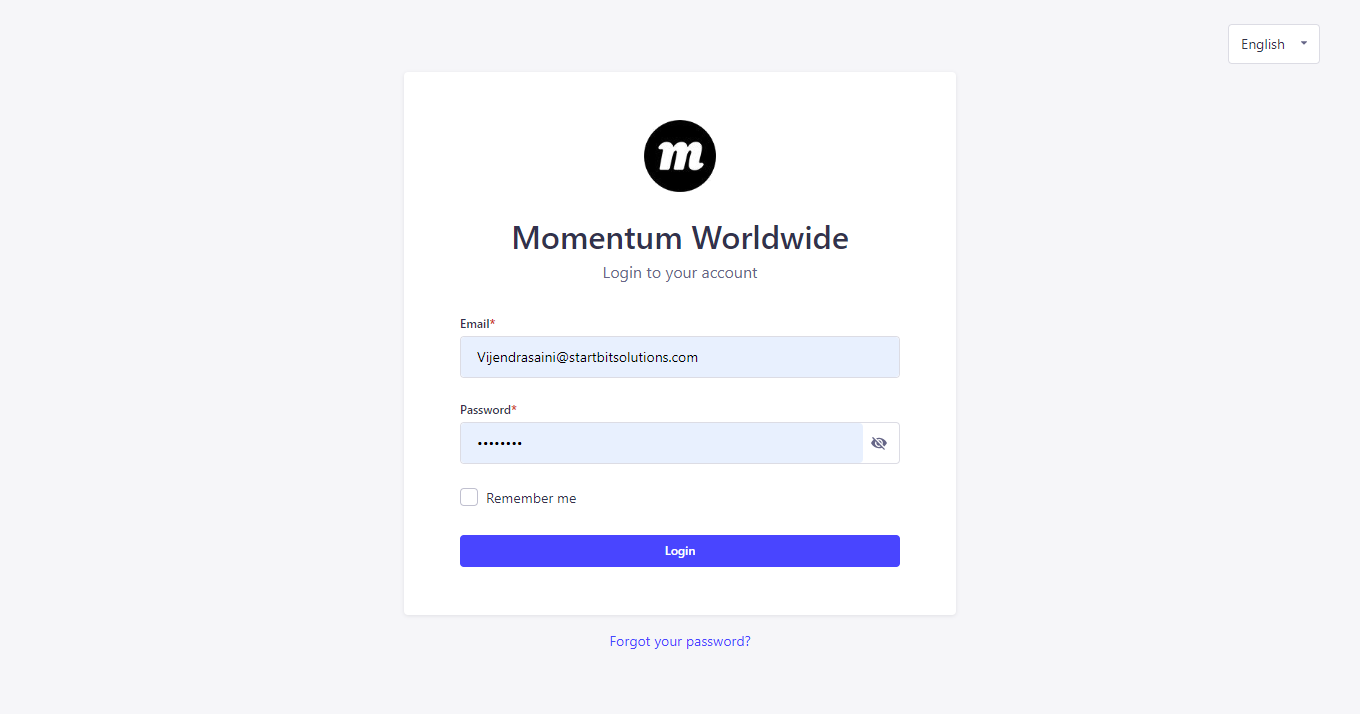 English
m
Momentum Worldwide
Login to your account
Email*
Vijendrasaini@startbitsolutions.com
Password*
••••••••
Remember me
Login
Forgot your password?